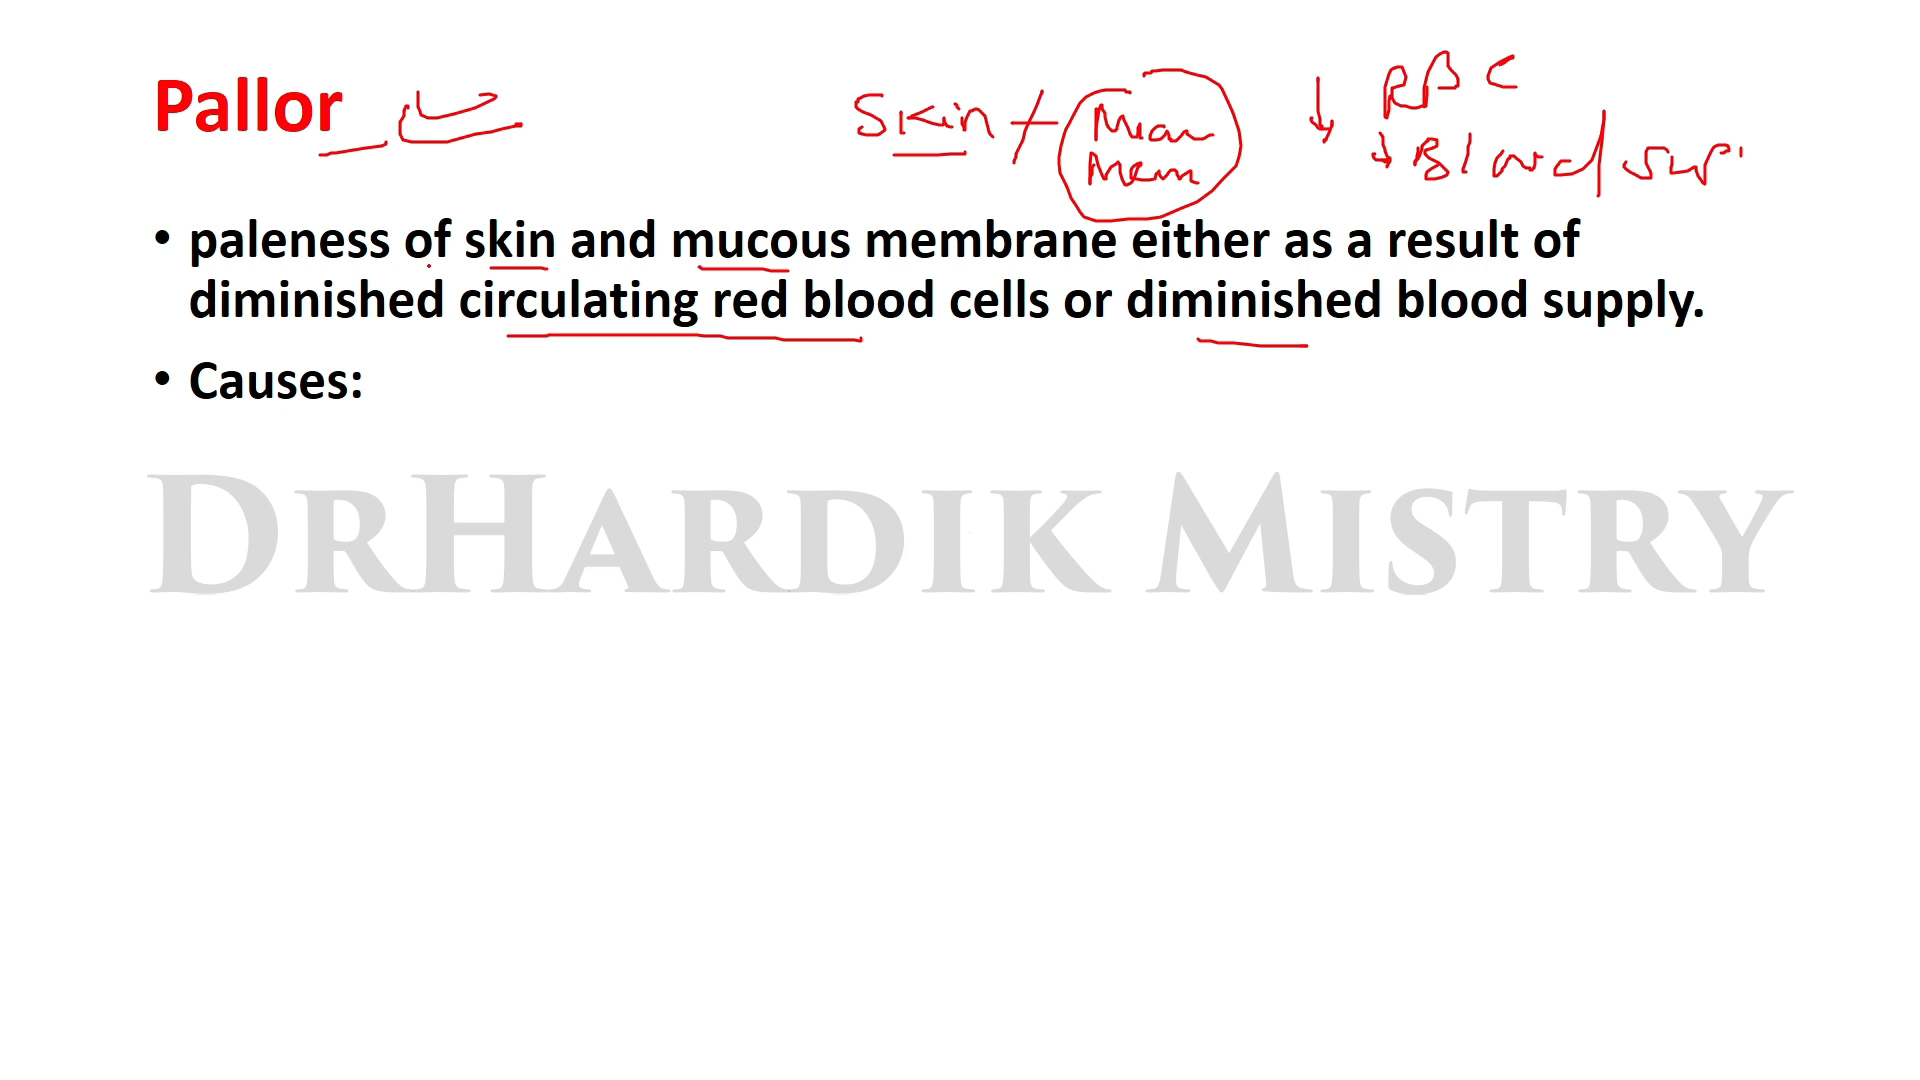 Pallor
Skin + Mucus Mem
↓ RBC
↓ Blood sup
• paleness of skin and mucous membrane either as a result of
diminished circulating red blood cells or diminished blood supply.
• Causes:
DrHardik Mistry